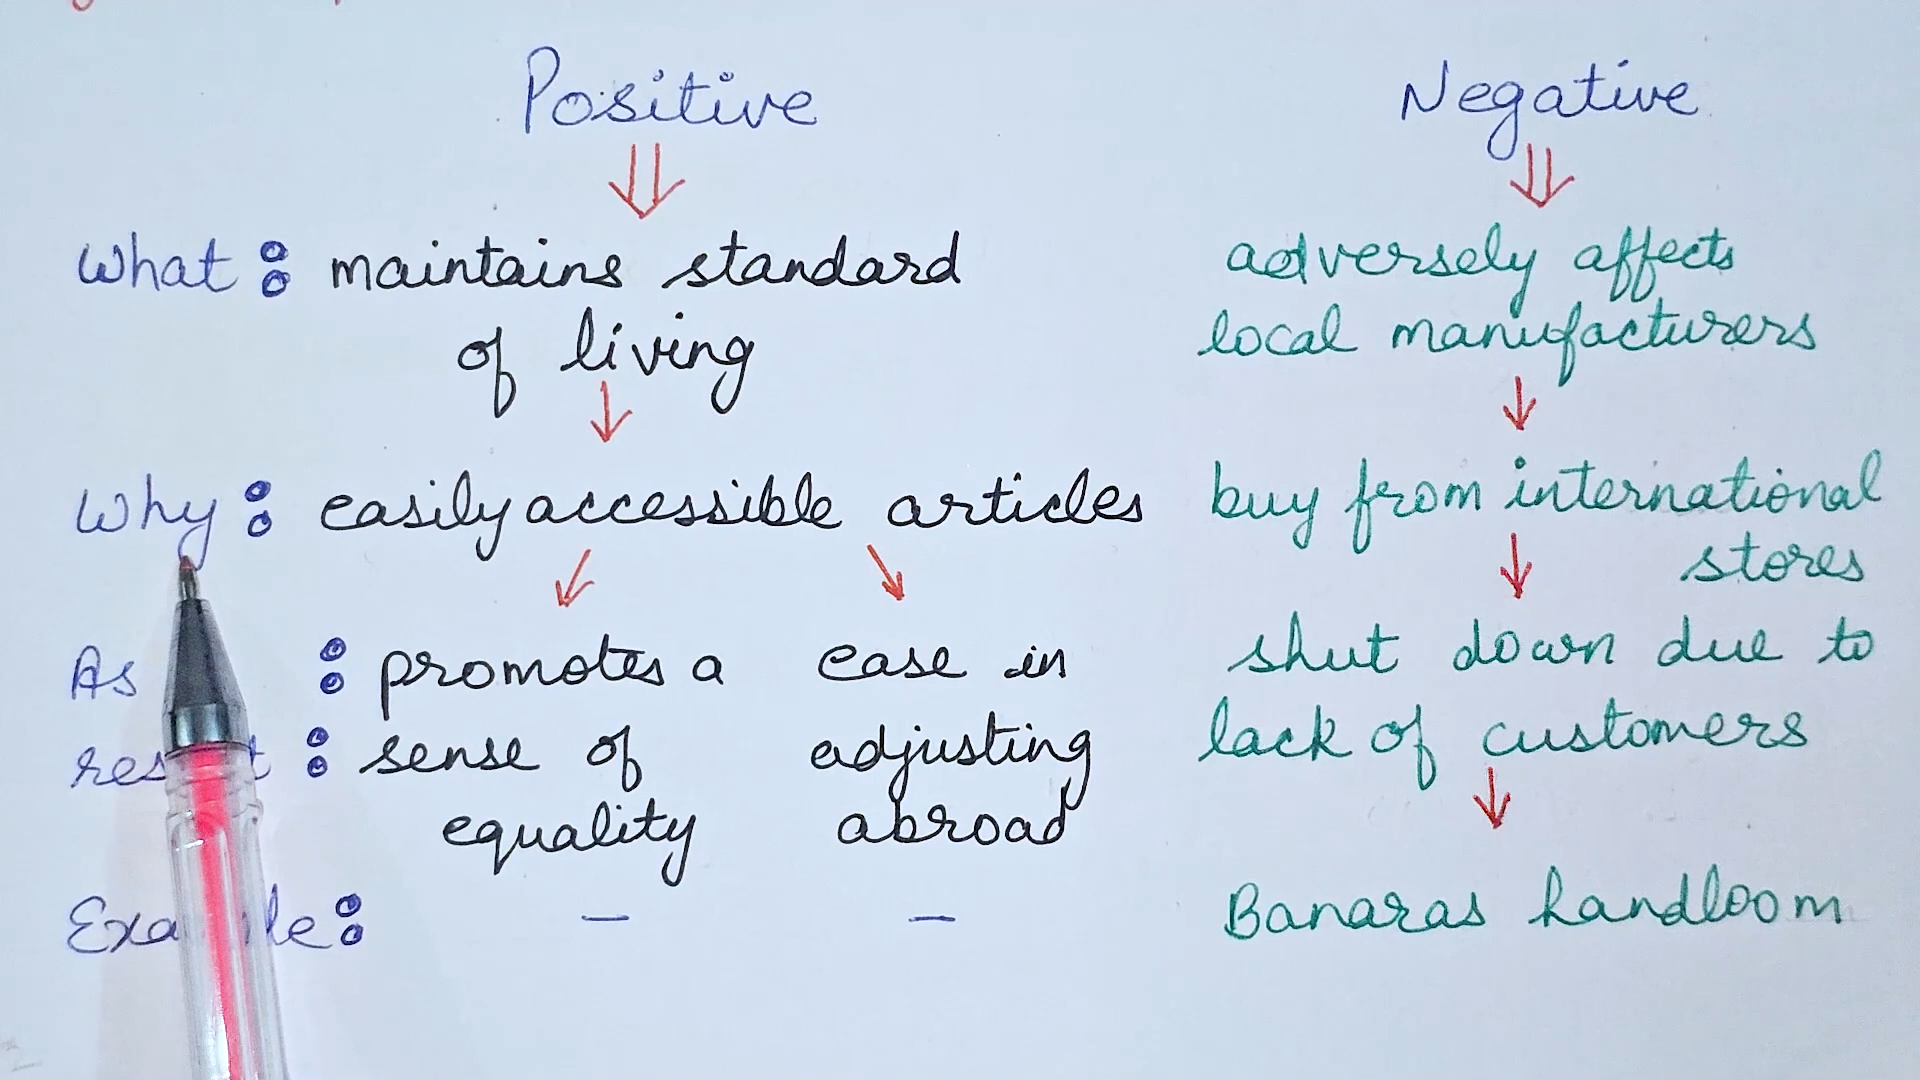 Positive Negative
What : maintains standard adversely affects
of living local manufacturers
Why : easily accessible articles buy from international
stores
As : promotes a ease in shut down due to
: sense of adjusting lack of customers
equality abroad
: - - Banaras handloom